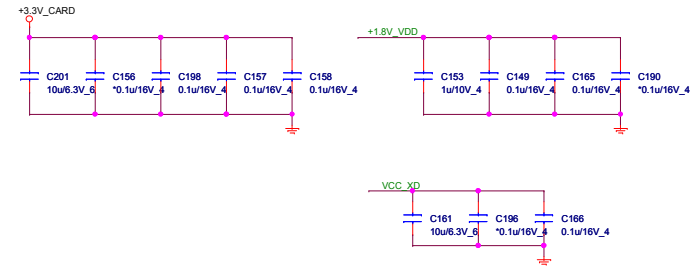 +3.3V_CARD
+1.8V_VDD
C201
10u/6.3V_6
C156
*0.1u/16V_4
C198
0.1u/16V_4
C157
0.1u/16V_4
C158
0.1u/16V_4
C153
1u/10V_4
C149
0.1u/16V_4
C165
0.1u/16V_4
C190
*0.1u/16V_4
VCC_XD
C161
10u/6.3V_6
C196
*0.1u/16V_4
C166
0.1u/16V_4